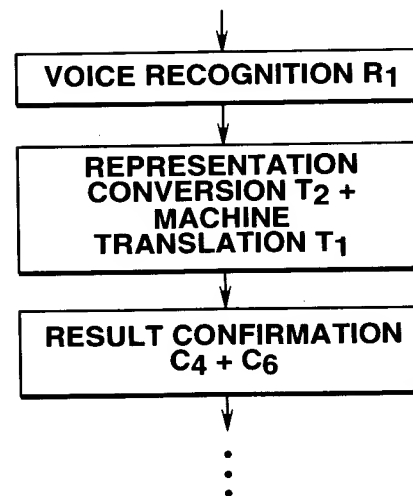 VOICE RECOGNITION R1
REPRESENTATION
CONVERSION T2 +
MACHINE
TRANSLATION T1
RESULT CONFIRMATION
C4 + C6